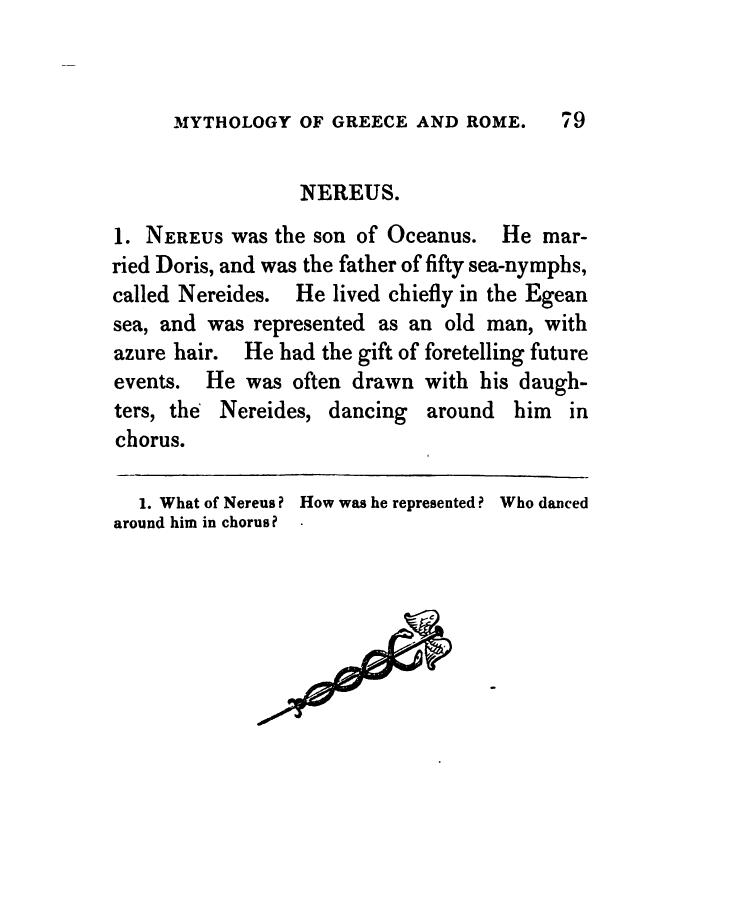 MYTHOLOGY OF GREECE AND ROME. 79
NEREUS.
1. NEREUS was the son of Oceanus. He mar-
ried Doris, and was the father of fifty sea-nymphs,
called Nereides. He lived chiefly in the Egean
sea, and was represented as an old man, with
azure hair. He had the gift of foretelling future
events. He was often drawn with his daugh-
ters, the Nereides, dancing around him in
chorus.
1. What of Nereus? How was he represented? Who danced
around him in chorus?